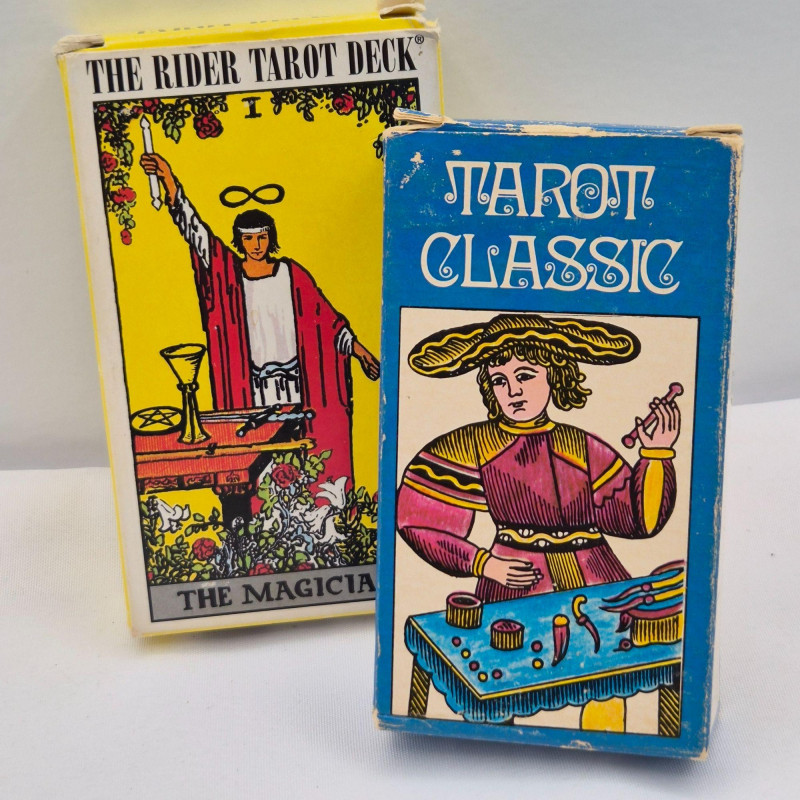 THE RIDER TAROT DECK®
I
THE MAGICIA
TAROT
CLASSIC